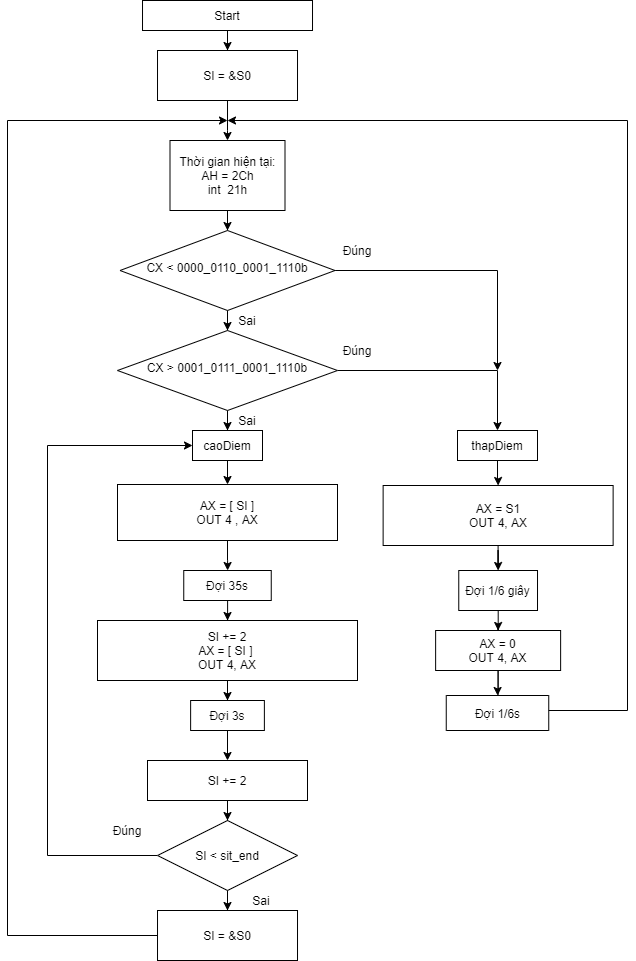 Start
SI = &S0
Thời gian hiện tại:
AH = 2Ch
int 21h
CX < 0000_0110_0001_1110b
Đúng
Sai
CX > 0001_0111_0001_1110b
Đúng
Sai
caoDiem
AX = [ SI ]
OUT 4 , AX
Đợi 35s
SI += 2
AX = [ SI ]
OUT 4, AX
Đợi 3s
SI += 2
Đúng
SI < sit_end
Sai
SI = &S0
thapDiem
AX = S1
OUT 4, AX
Đợi 1/6 giây
AX = 0
OUT 4, AX
Đợi 1/6s